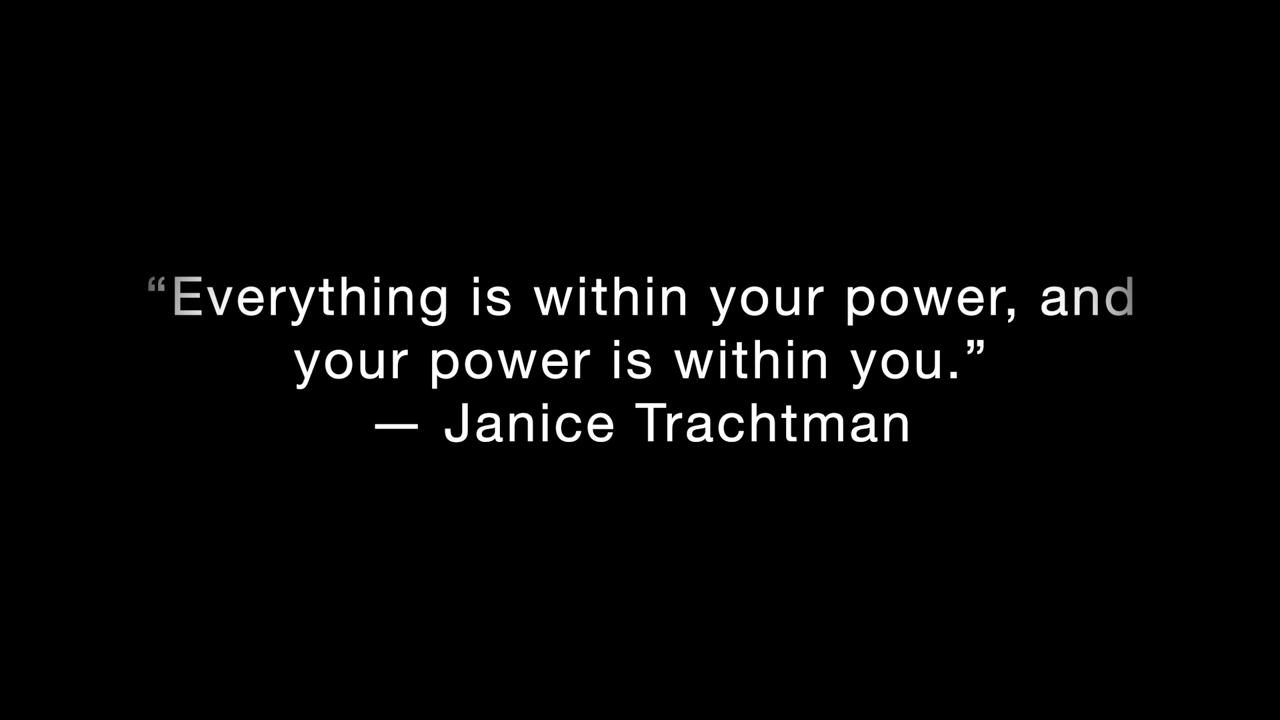 “Everything is within your power, and
your power is within you.”
— Janice Trachtman